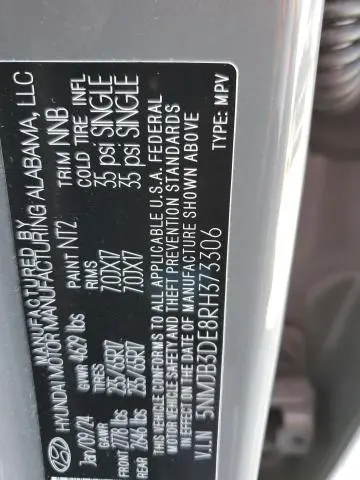 MANUFACTURED BY
HYUNDAI MOTOR MANUFACTURING ALABAMA, LLC
Jan/09/24 PAINT NT2 TRIM NNB
GVWR 4629 lbs
GAWR TIRES RIMS COLD TIRE INFL
FRONT 2778 lbs 235/65R17 7.0JX17 35 psi SINGLE
REAR 2646 lbs 235/65R17 7.0JX17 35 psi SINGLE
THIS VEHICLE CONFORMS TO ALL APPLICABLE U.S.A. FEDERAL
MOTOR VEHICLE SAFETY AND THEFT PREVENTION STANDARDS
IN EFFECT ON THE DATE OF MANUFACTURE SHOWN ABOVE.
V.I.N 5NMJB3DE8RH373306 TYPE: MPV